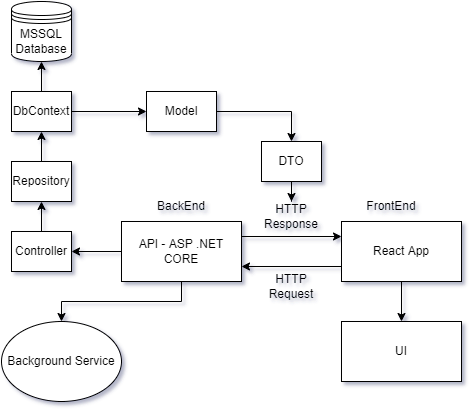 MSSQL
Database
DbContext
Model
DTO
Repository
BackEnd
HTTP
Response
FrontEnd
Controller
API - ASP .NET
CORE
React App
HTTP
Request
Background Service
UI